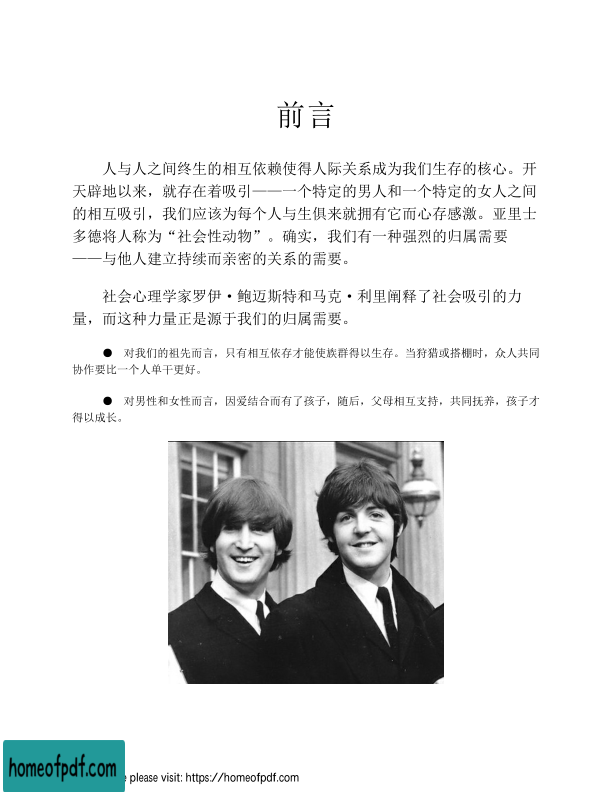 前言
人与人之间终生的相互依赖使得人际关系成为我们生存的核心。开
天辟地以来，就存在着吸引——一个特定的男人和一个特定的女人之间
的相互吸引，我们应该为每个人与生俱来就拥有它而心存感激。亚里士
多德将人称为“社会性动物”。确实，我们有一种强烈的归属需要
——与他人建立持续而亲密的关系的需要。
社会心理学家罗伊·鲍迈斯特和马克·利里阐释了社会吸引的力
量，而这种力量正是源于我们的归属需要。
● 对我们的祖先而言，只有相互依存才能使族群得以生存。当狩猎或搭棚时，众人共同
协作要比一个人单干更好。
● 对男性和女性而言，因爱结合而有了孩子，随后，父母相互支持，共同抚养，孩子才
得以成长。
homeofpdf.com
e please visit: https://homeofpdf.com